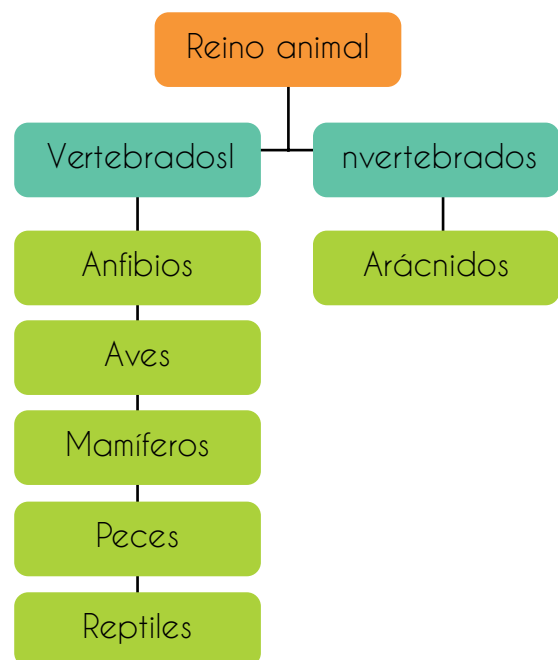 Reino animal
Vertebradosl nvertebrados
Anfibios Arácnidos
Aves
Mamíferos
Peces
Reptiles